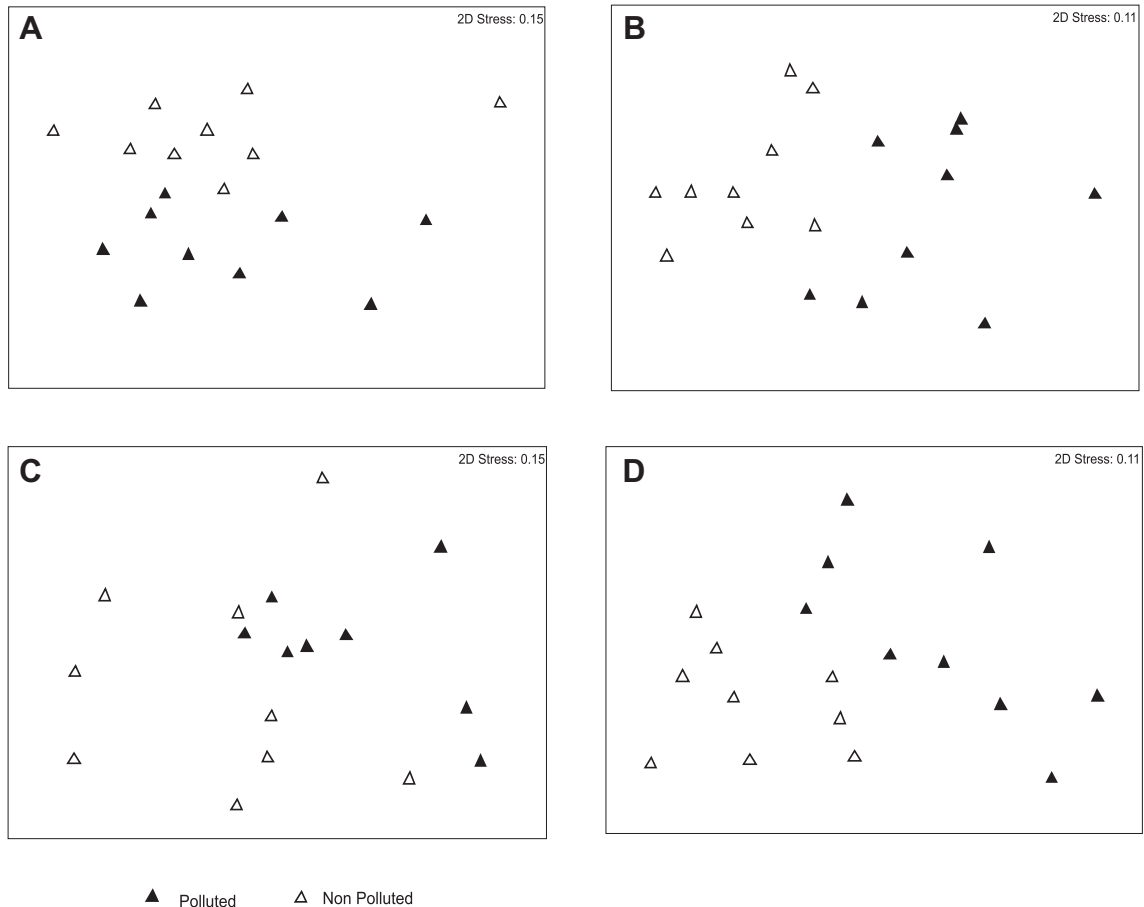 A
2D Stress: 0.15
B
2D Stress: 0.11
C
2D Stress: 0.15
D
2D Stress: 0.11
Polluted
Non Polluted